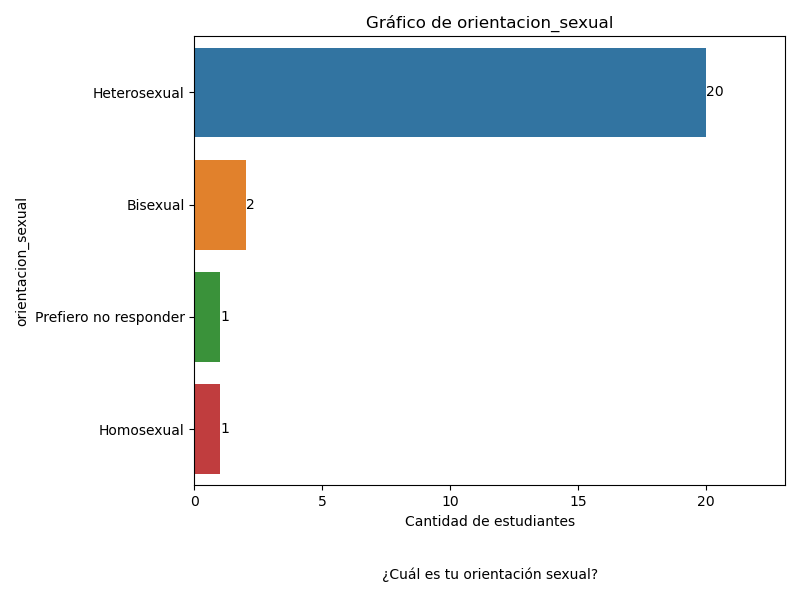 Gráfico de orientacion_sexual
orientacion_sexual
Heterosexual
20
Bisexual
2
Prefiero no responder
1
Homosexual
1
0 5 10 15 20
Cantidad de estudiantes
¿Cuál es tu orientación sexual?